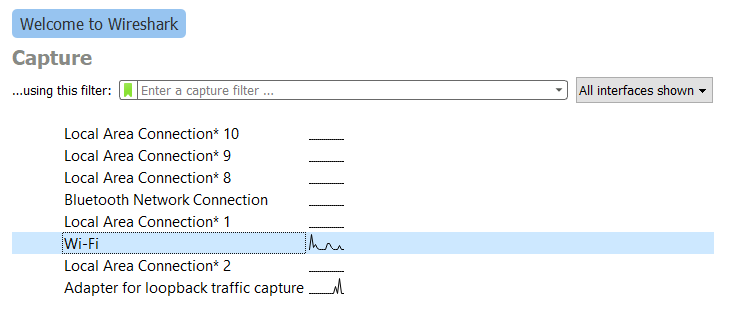 Welcome to Wireshark
Capture
...using this filter: Enter a capture filter ... All interfaces shown
Local Area Connection* 10
Local Area Connection* 9
Local Area Connection* 8
Bluetooth Network Connection
Local Area Connection* 1
Wi-Fi
Local Area Connection* 2
Adapter for loopback traffic capture